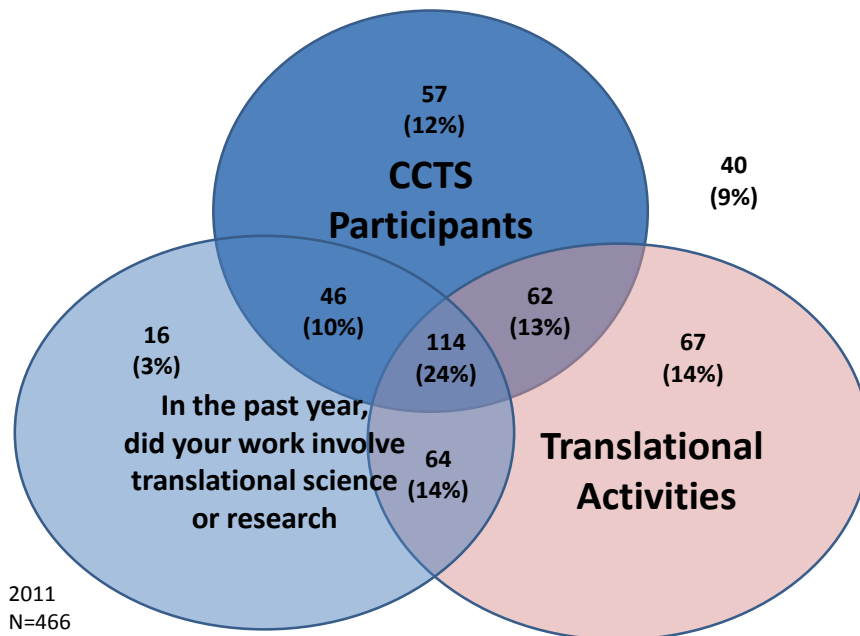 57
(12%)
CCTS
Participants
40
(9%)
46
(10%)
62
(13%)
16
(3%)
114
(24%)
67
(14%)
In the past year,
did your work involve
translational science
or research
64
(14%)
Translational
Activities
2011
N=466